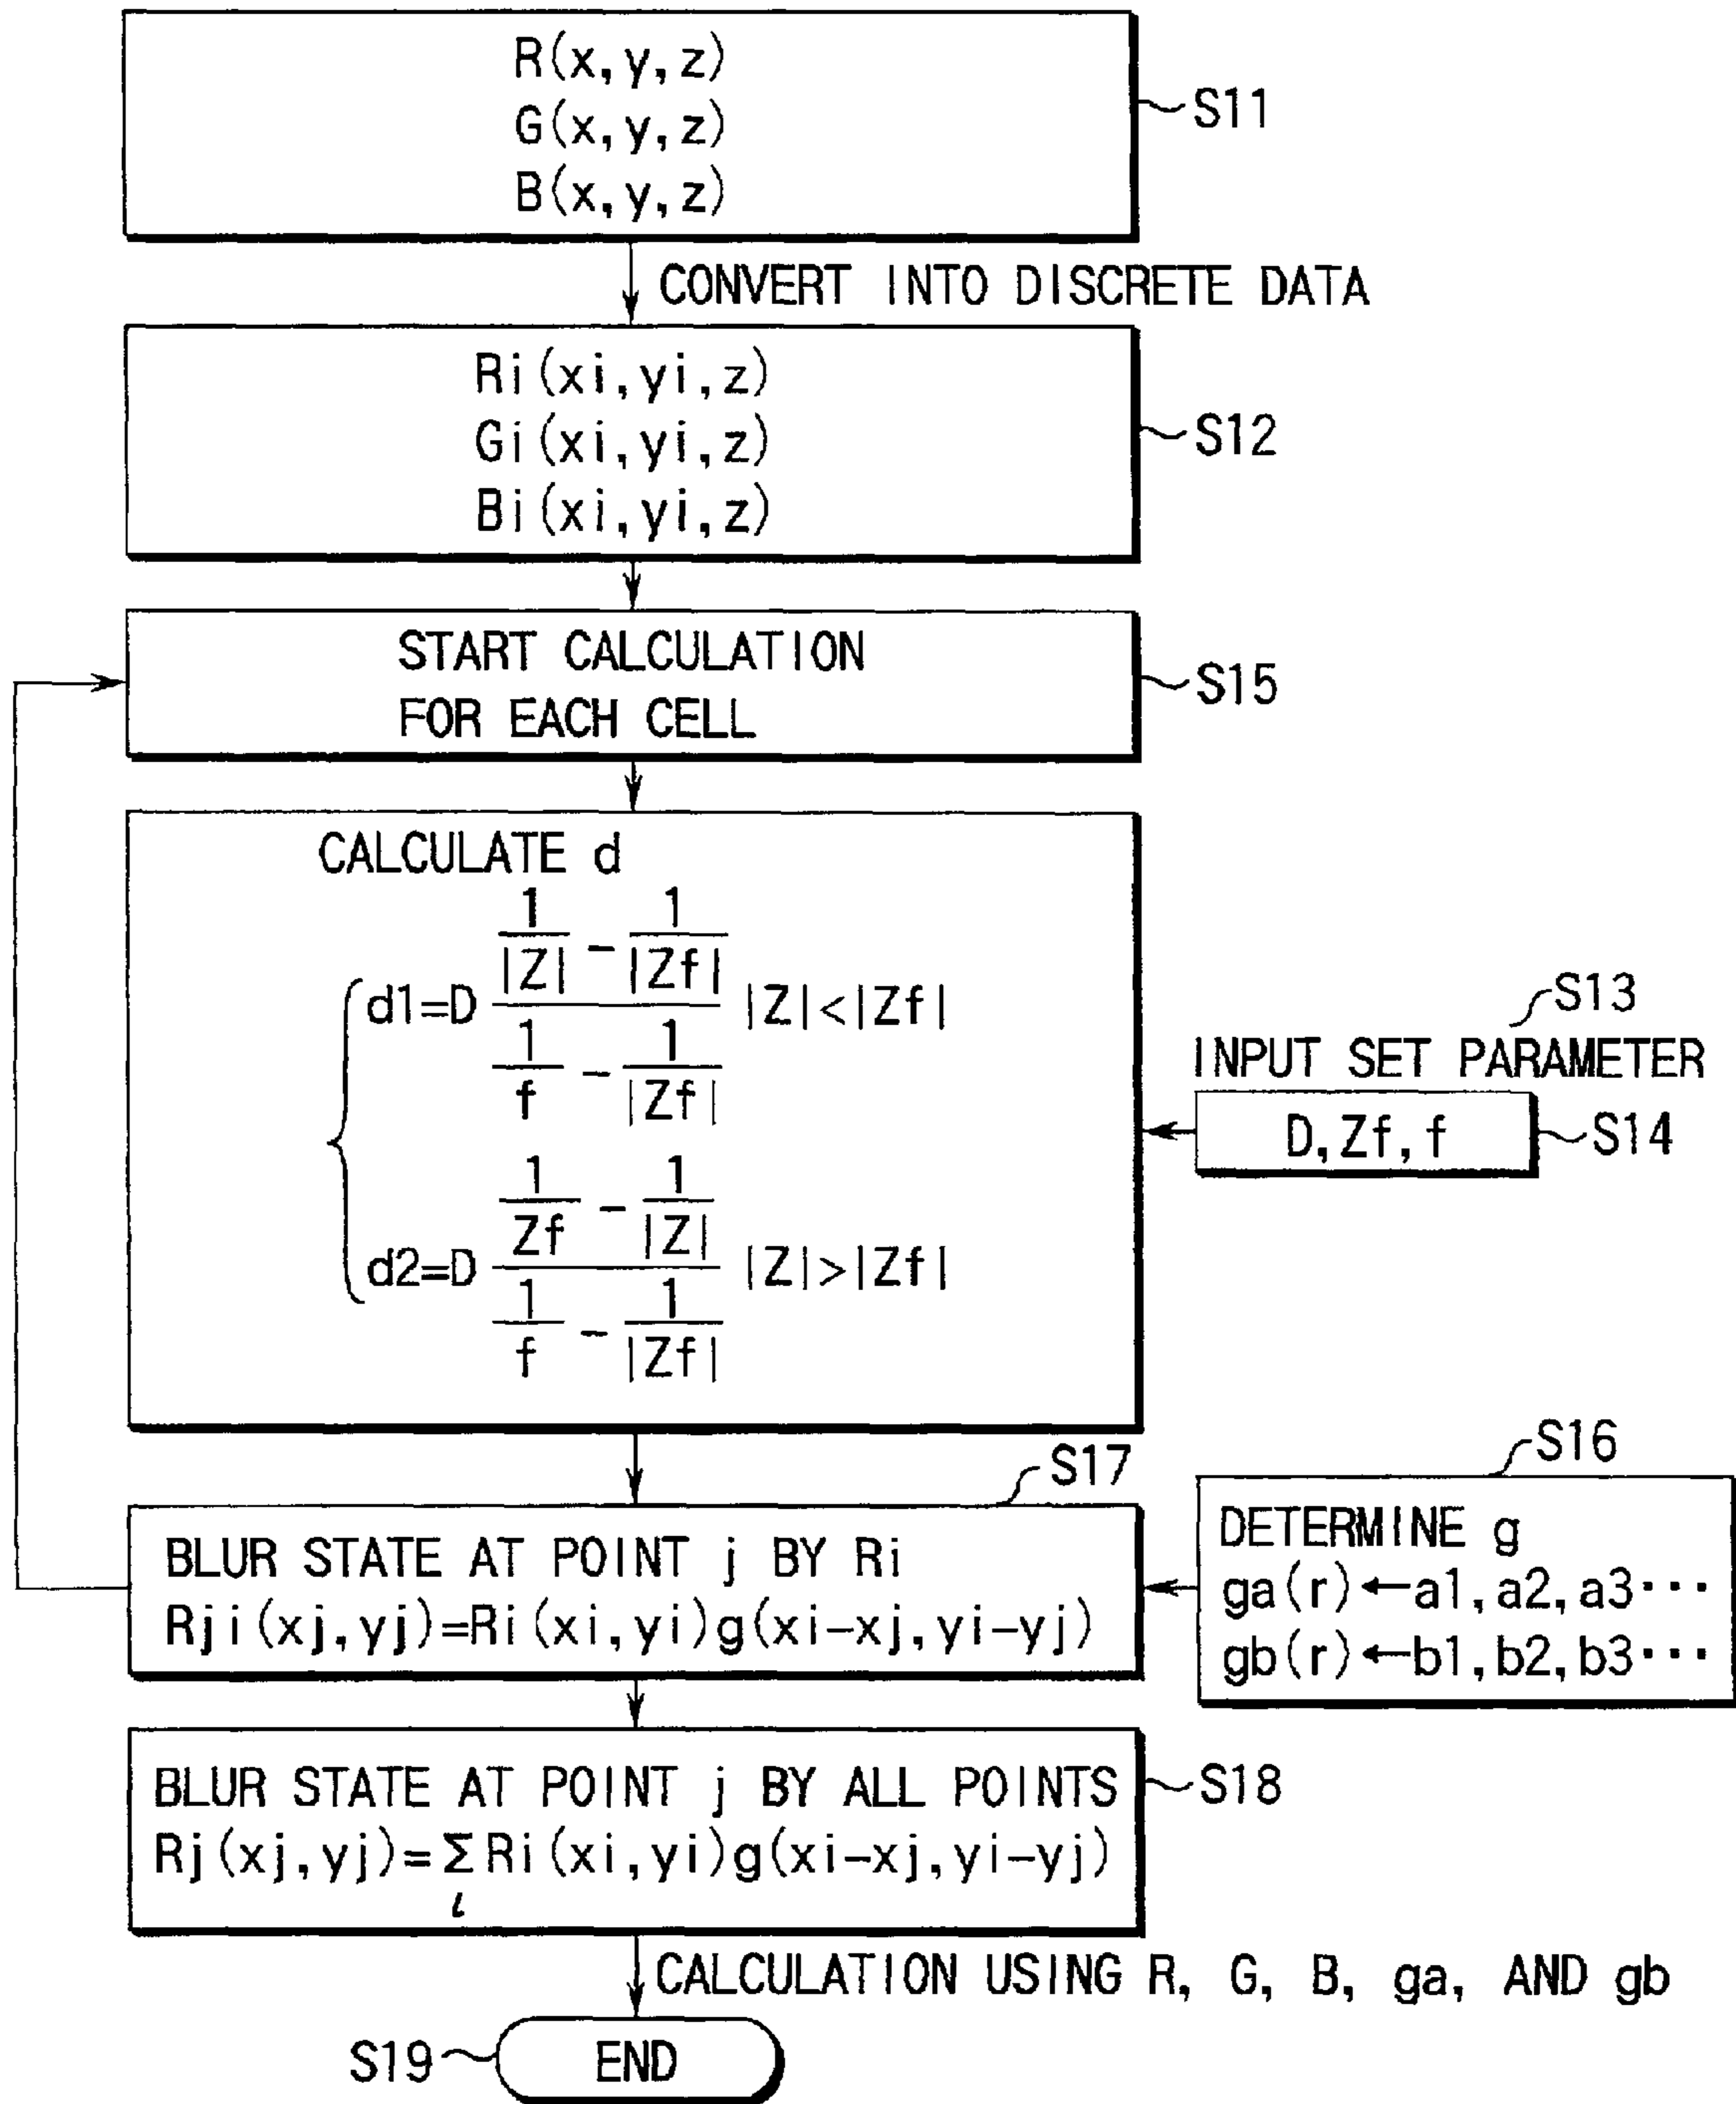 R(x,y,z)
G(x,y,z)
B(x,y,z)
S11
CONVERT INTO DISCRETE DATA
Ri(xi,yi,z)
Gi(xi,yi,z)
Bi(xi,yi,z)
S12
START CALCULATION
FOR EACH CELL
S15
CALCULATE d
d1=D (1/|Z| - 1/|Zf|)/(1/f - 1/|Zf|) |Z|<|Zf|
d2=D (1/Zf - 1/|Z|)/(1/f - 1/|Zf|) |Z|>|Zf|
S13
INPUT SET PARAMETER
D,Zf,f
S14
S17
BLUR STATE AT POINT j BY Ri
Rji(xj,yj)=Ri(xi,yi)g(xi-xj,yi-yj)
S16
DETERMINE g
ga(r)←a1,a2,a3···
gb(r)←b1,b2,b3···
BLUR STATE AT POINT j BY ALL POINTS
Rj(xj,yj)=Σ Ri(xi,yi)g(xi-xj,yi-yj)
i
S18
CALCULATION USING R, G, B, ga, AND gb
S19
END